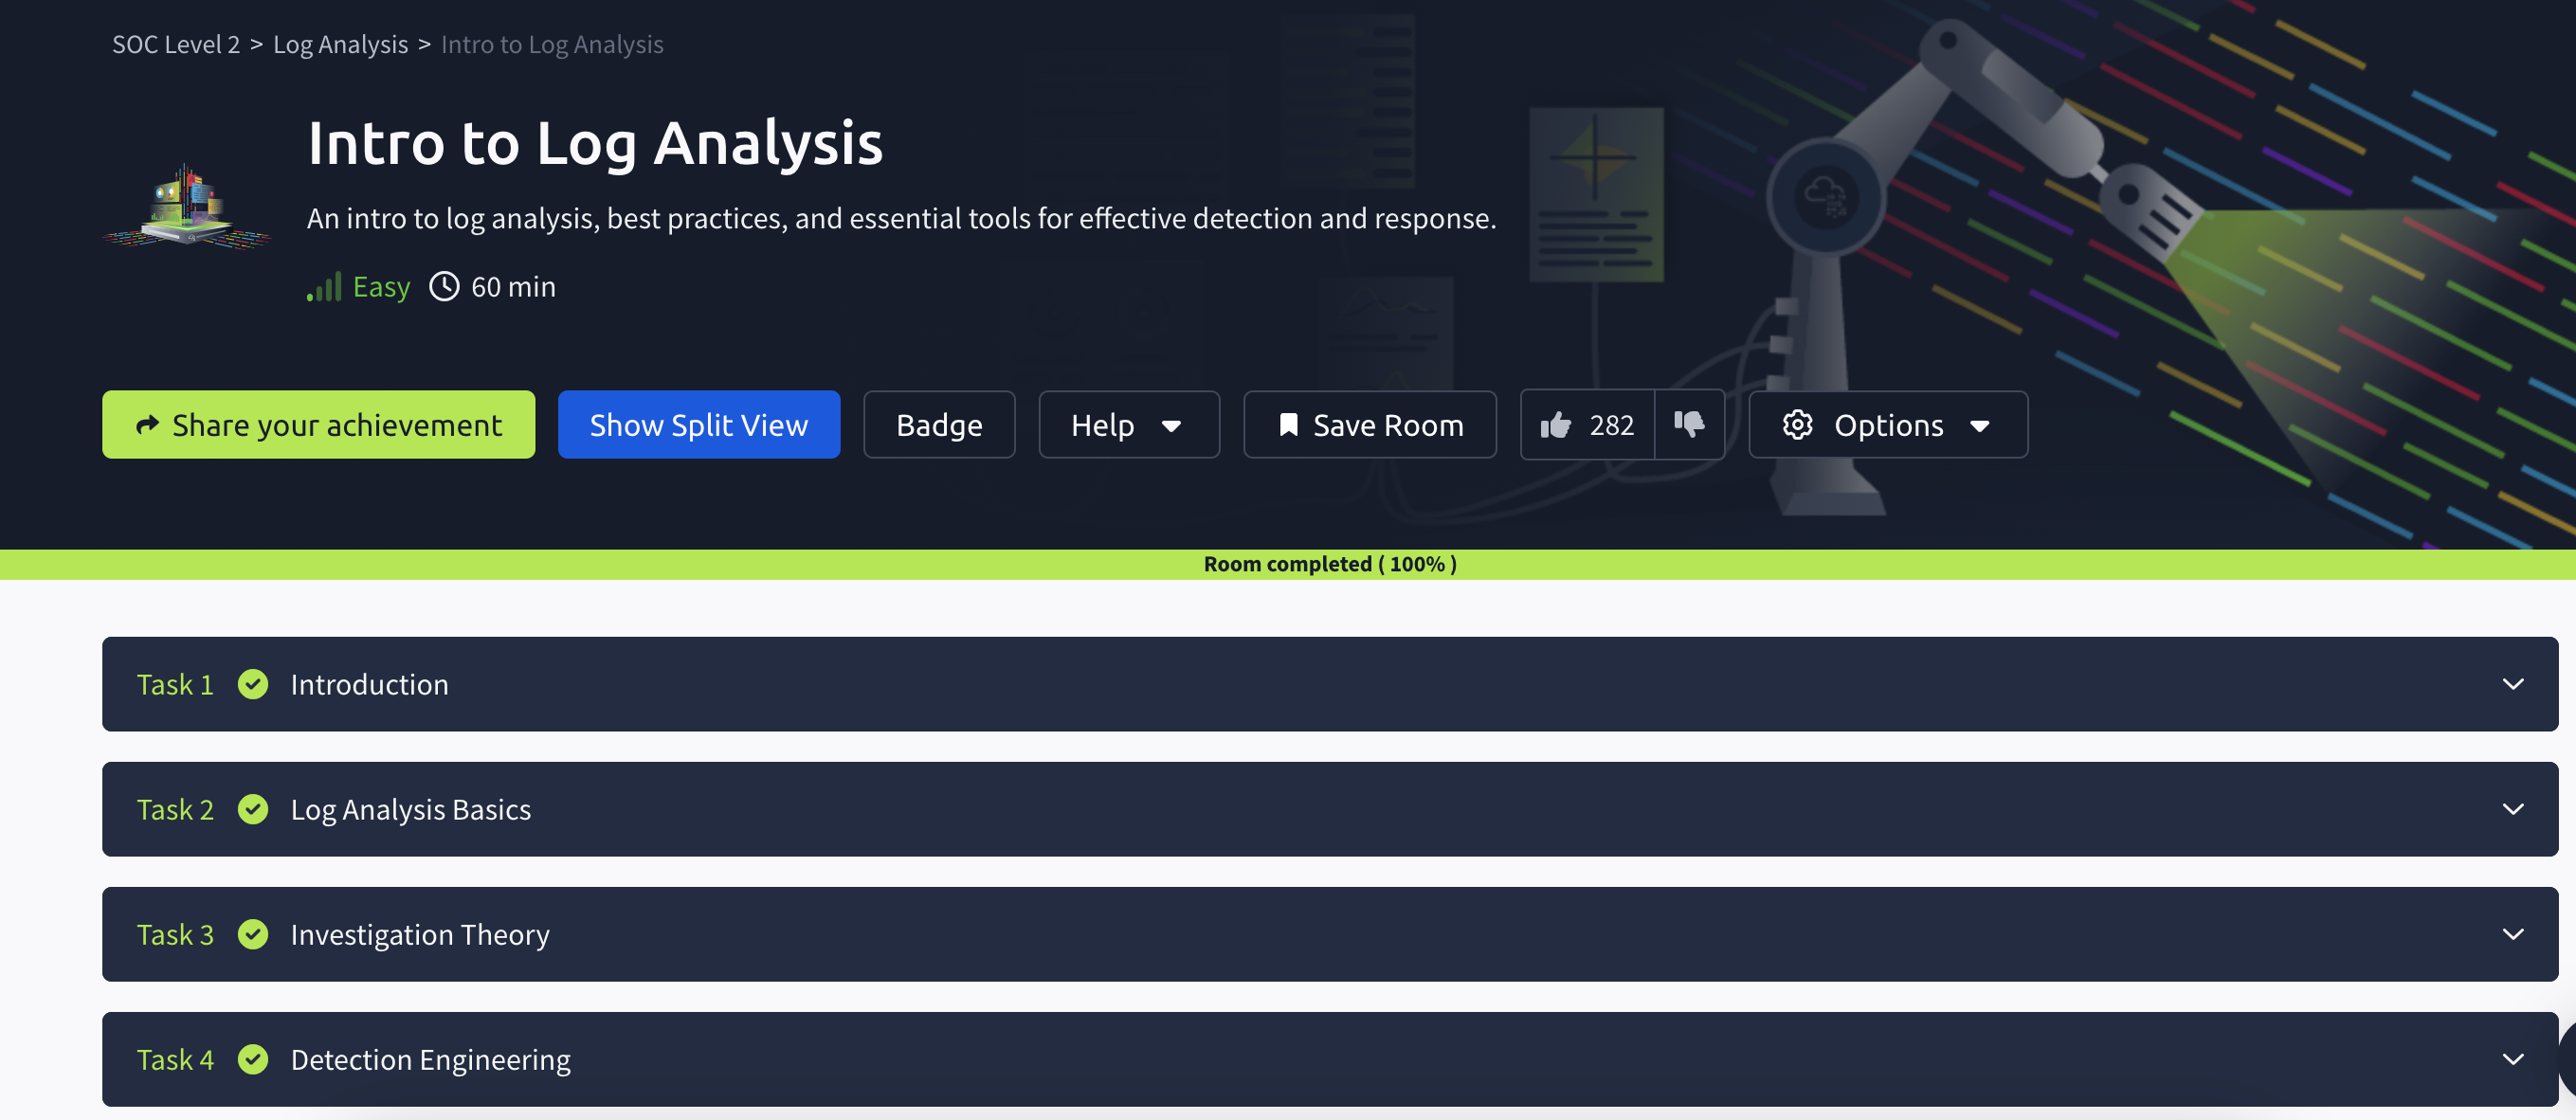 SOC Level 2 > Log Analysis > Intro to Log Analysis
Intro to Log Analysis
An intro to log analysis, best practices, and essential tools for effective detection and response.
Easy 60 min
Share your achievement Show Split View Badge Help Save Room 282 Options
Room completed ( 100% )
Task 1 Introduction
Task 2 Log Analysis Basics
Task 3 Investigation Theory
Task 4 Detection Engineering